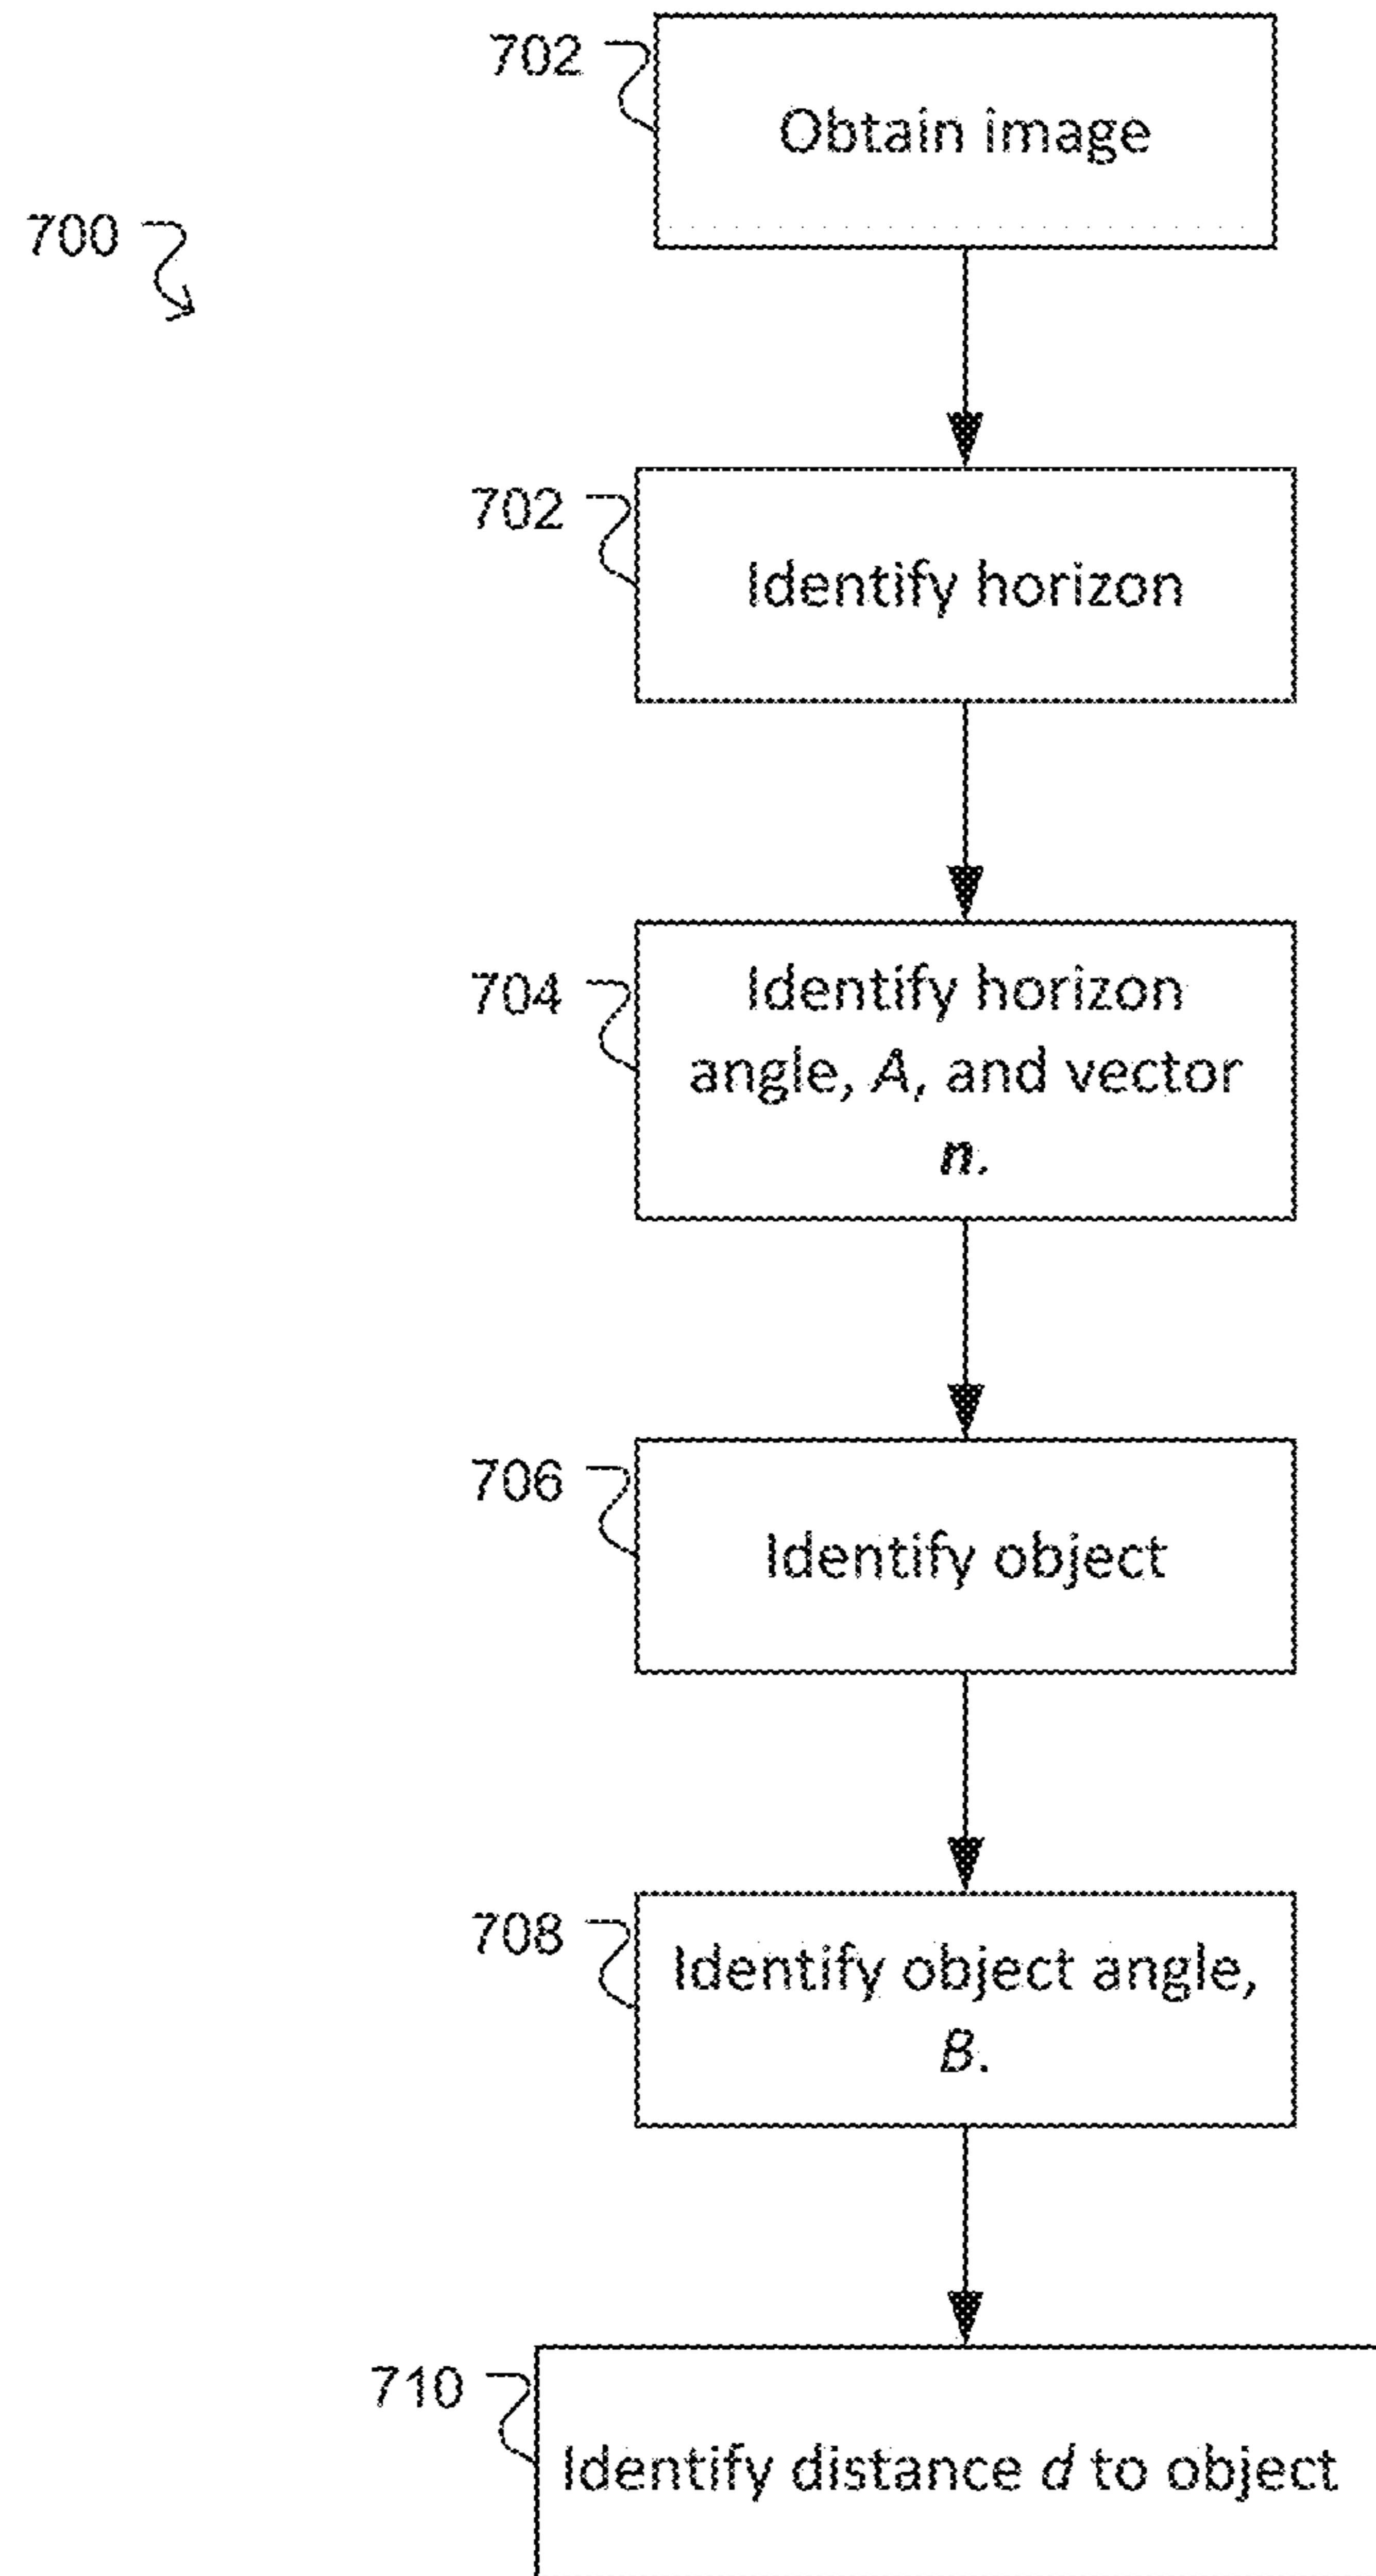 702
Obtain image
700
702
Identify horizon
704
Identify horizon
angle, A, and vector
n.
706
Identify object
708
Identify object angle,
B.
710
Identify distance d to object